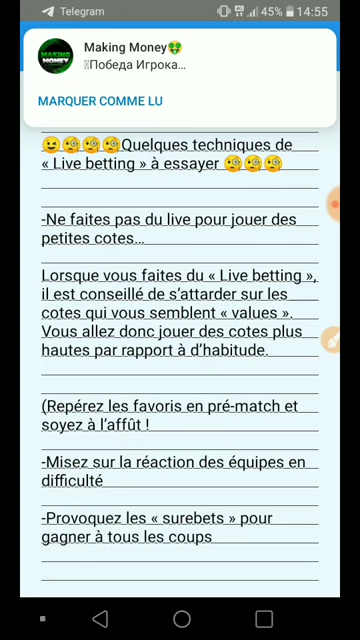 Telegram 45% 14:55
MAKING
MONEY
Making Money🤑
Победа Игрока...
MARQUER COMME LU
😉🧐🧐🧐Quelques techniques de
« Live betting » à essayer 🧐🧐🧐
-Ne faites pas du live pour jouer des
petites cotes...
Lorsque vous faites du « Live betting »,
il est conseillé de s’attarder sur les
cotes qui vous semblent « values ».
Vous allez donc jouer des cotes plus
hautes par rapport à d’habitude.
(Repérez les favoris en pré-match et
soyez à l’affût !
-Misez sur la réaction des équipes en
difficulté
-Provoquez les « surebets » pour
gagner à tous les coups